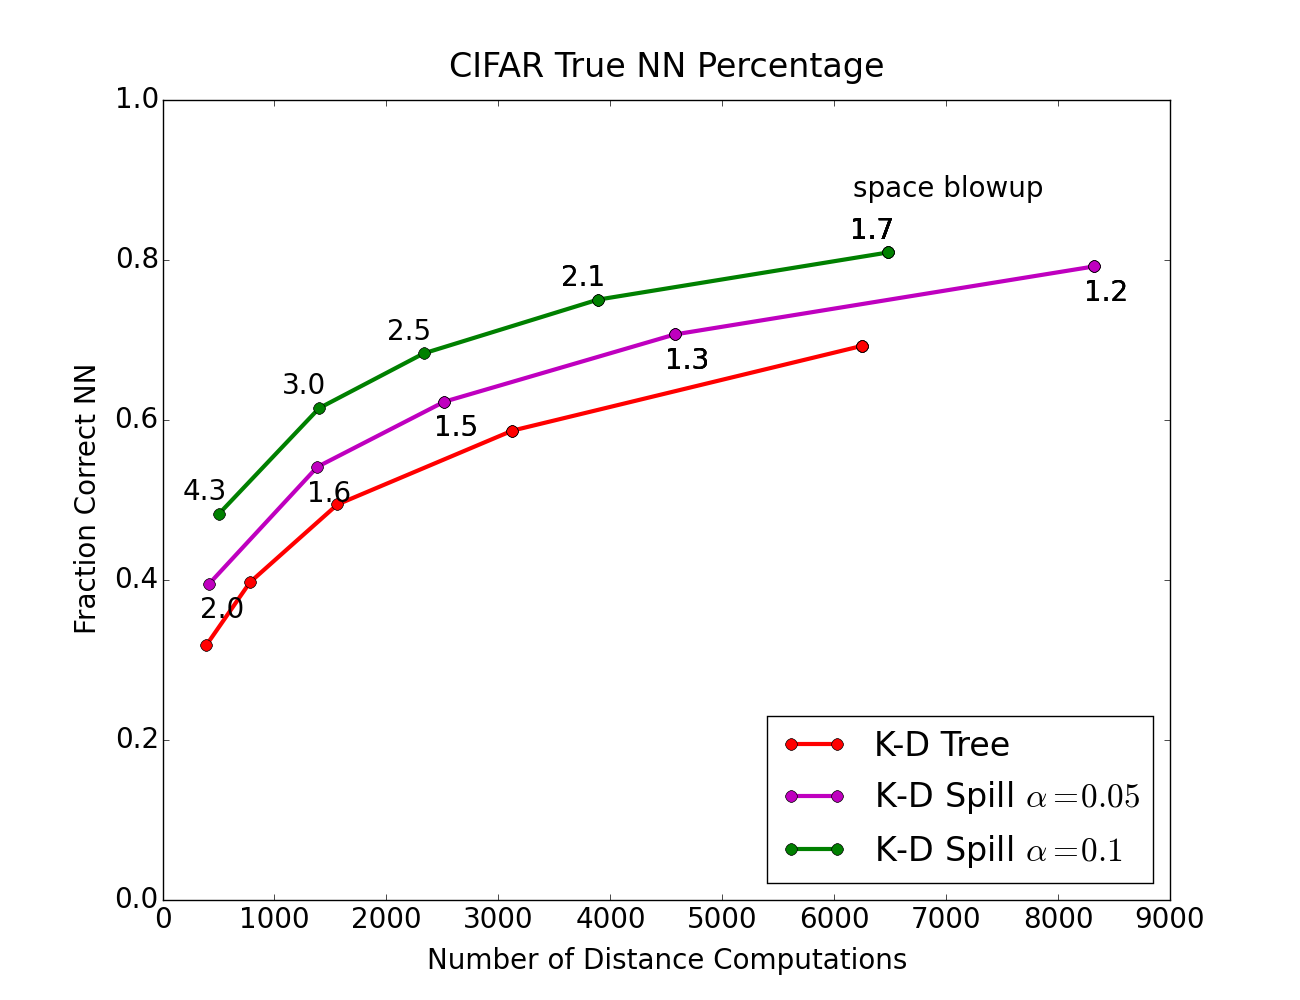 CIFAR True NN Percentage
1.0
space blowup
1.7
0.8
2.1
1.2
2.5
1.3
3.0
0.6
1.5
4.3
1.6
Fraction Correct NN
0.4
2.0
0.2
K-D Tree
K-D Spill α=0.05
K-D Spill α=0.1
0.0
0 1000 2000 3000 4000 5000 6000 7000 8000 9000
Number of Distance Computations